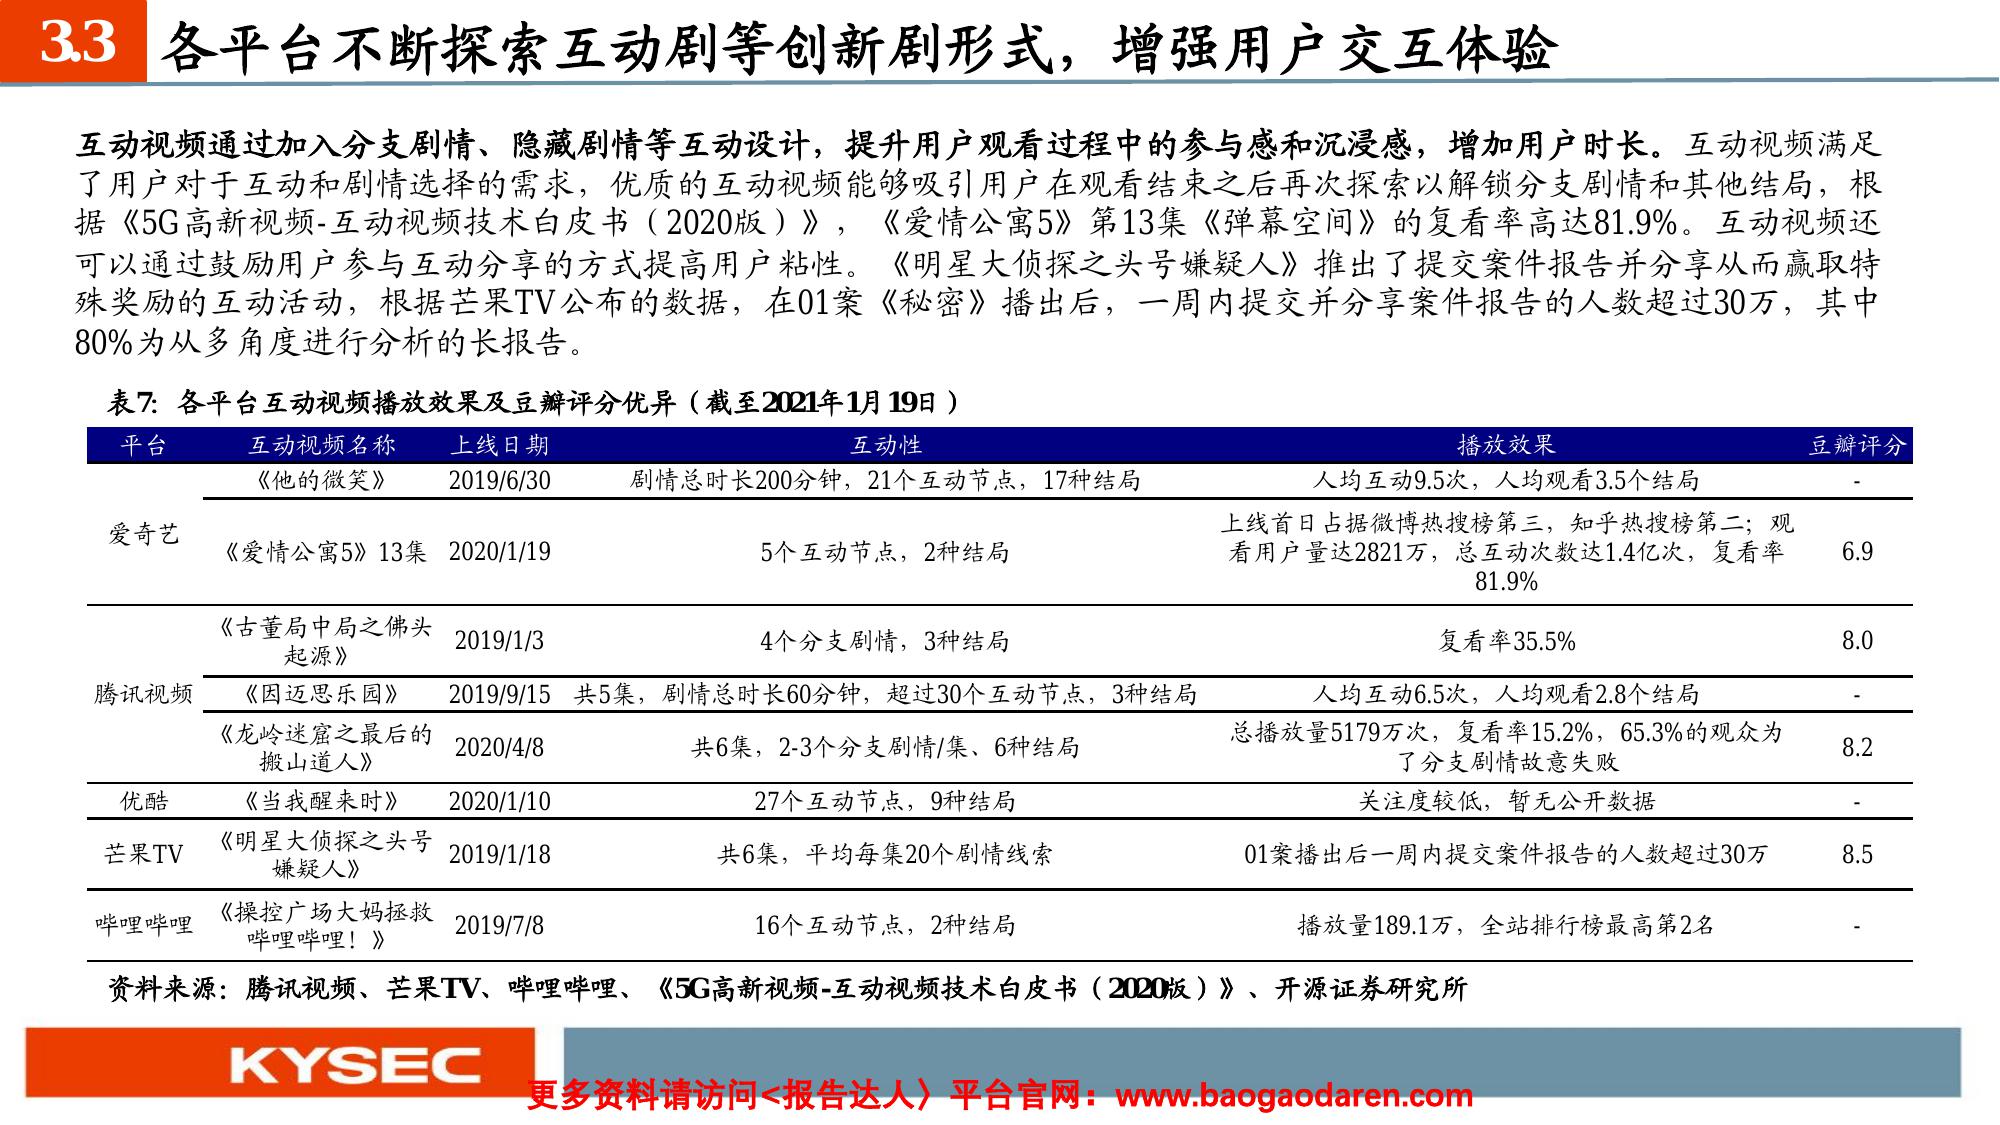 3.3 各平台不断探索互动剧等创新剧形式，增强用户交互体验
互动视频通过加入分支剧情、隐藏剧情等互动设计，提升用户观看过程中的参与感和沉浸感，增加用户时长。互动视频满足
了用户对于互动和剧情选择的需求，优质的互动视频能够吸引用户在观看结束之后再次探索以解锁分支剧情和其他结局，根
据《5G高新视频-互动视频技术白皮书（2020版）》，《爱情公寓5》第13集《弹幕空间》的复看率高达81.9%。互动视频还
可以通过鼓励用户参与互动分享的方式提高用户粘性。《明星大侦探之头号嫌疑人》推出了提交案件报告并分享从而赢取特
殊奖励的互动活动，根据芒果TV公布的数据，在01案《秘密》播出后，一周内提交并分享案件报告的人数超过30万，其中
80%为从多角度进行分析的长报告。
表7：各平台互动视频播放效果及豆瓣评分优异（截至2021年1月19日）
平台 互动视频名称 上线日期 互动性 播放效果 豆瓣评分
《他的微笑》 2019/6/30 剧情总时长200分钟，21个互动节点，17种结局 人均互动9.5次，人均观看3.5个结局 -
爱奇艺
《爱情公寓5》13集 2020/1/19 5个互动节点，2种结局 上线首日占据微博热搜榜第三，知乎热搜榜第二；观
看用户量达2821万，总互动次数达1.4亿次，复看率
81.9%
6.9
《古董局中局之佛头
起源》
2019/1/3 4个分支剧情，3种结局 复看率35.5% 8.0
腾讯视频 《因迈思乐园》 2019/9/15 共5集，剧情总时长60分钟，超过30个互动节点，3种结局 人均互动6.5次，人均观看2.8个结局 -
《龙岭迷窟之最后的
搬山道人》
2020/4/8 共6集，2-3个分支剧情/集、6种结局 总播放量5179万次，复看率15.2%，65.3%的观众为
了分支剧情故意失败
8.2
优酷 《当我醒来时》 2020/1/10 27个互动节点，9种结局 关注度较低，暂无公开数据 -
芒果TV 《明星大侦探之头号
嫌疑人》
2019/1/18 共6集，平均每集20个剧情线索 01案播出后一周内提交案件报告的人数超过30万 8.5
哔哩哔哩 《操控广场大妈拯救
哔哩哔哩！》
2019/7/8 16个互动节点，2种结局 播放量189.1万，全站排行榜最高第2名 -
资料来源：腾讯视频、芒果TV、哔哩哔哩、《5G高新视频-互动视频技术白皮书（2020版）》、开源证券研究所
KYSEC
更多资料请访问<报告达人〉平台官网：www.baogaodaren.com